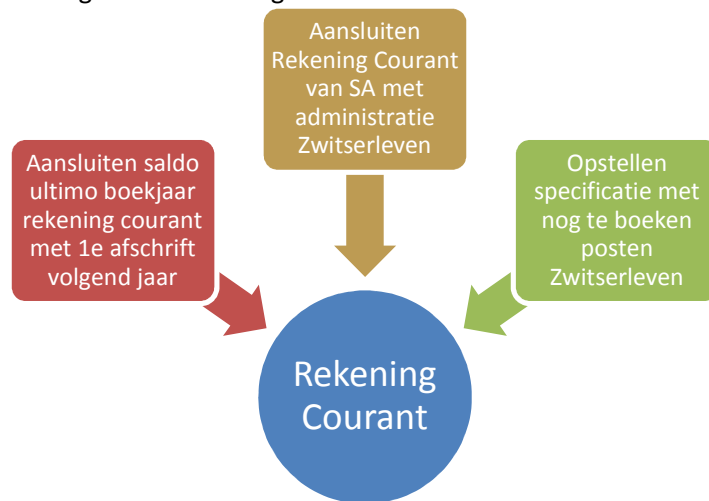 Aansluiten
Rekening Courant
van SA met
administratie
Zwitserleven
Aansluiten saldo
ultimo boekjaar
rekening courant
met 1e afschrift
volgend jaar
Opstellen
specificatie met
nog te boeken
posten
Zwitserleven
Rekening
Courant